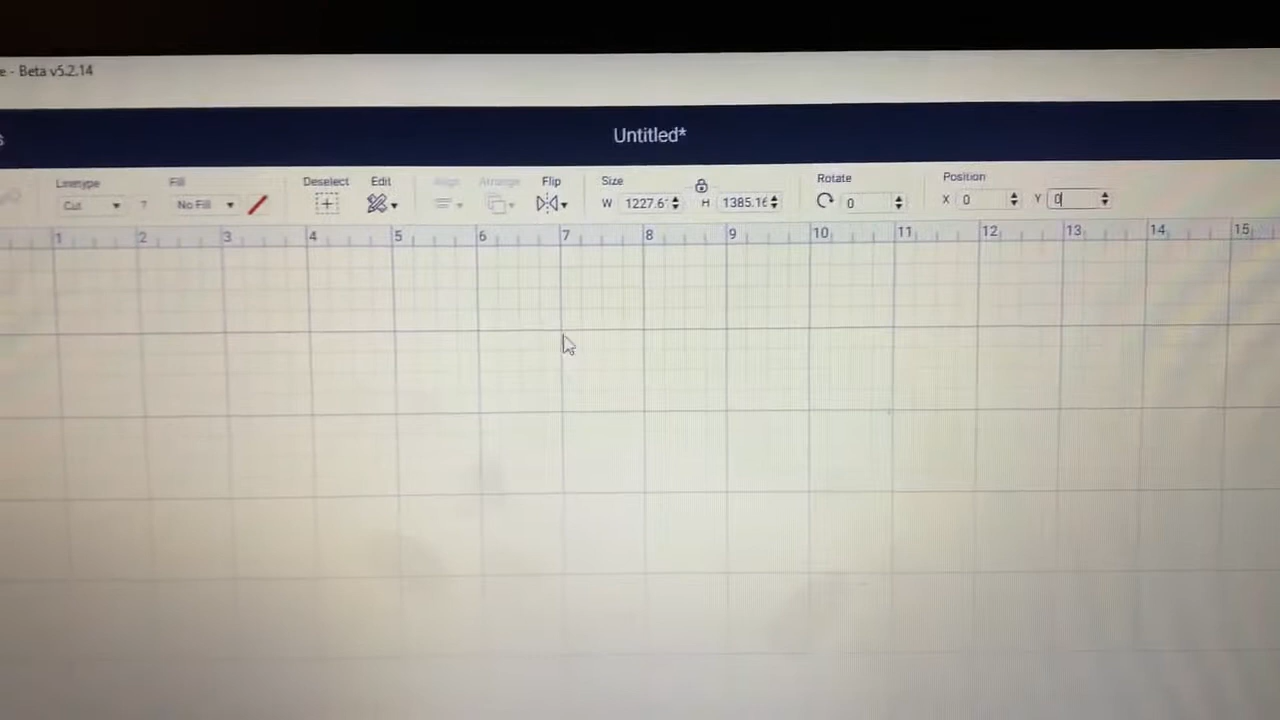 e - Beta v5.2.14
s
Untitled*
Linetype Fill Deselect Edit Align Arrange Flip Size Rotate Position
Cut ? No Fill W 1227.6 H 1385.16 0 X 0 Y 0
1 2 3 4 5 6 7 8 9 10 11 12 13 14 15